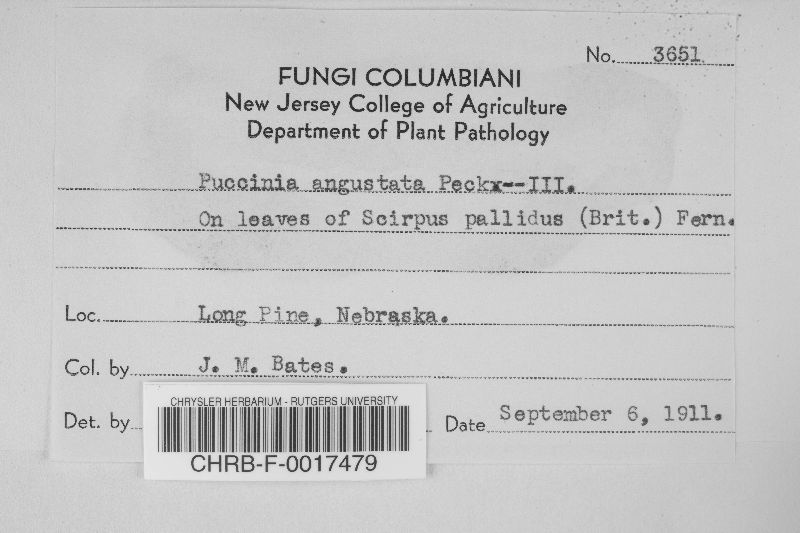 No. 3651
FUNGI COLUMBIANI
New Jersey College of Agriculture
Department of Plant Pathology
Puccinia angustata Peckx--III.
On leaves of Scirpus pallidus (Brit.) Fern.
Loc. Long Pine, Nebraska.
Col. by J. M. Bates.
Det. by
Date September 6, 1911.
CHRYSLER HERBARIUM - RUTGERS UNIVERSITY
CHRB-F-0017479